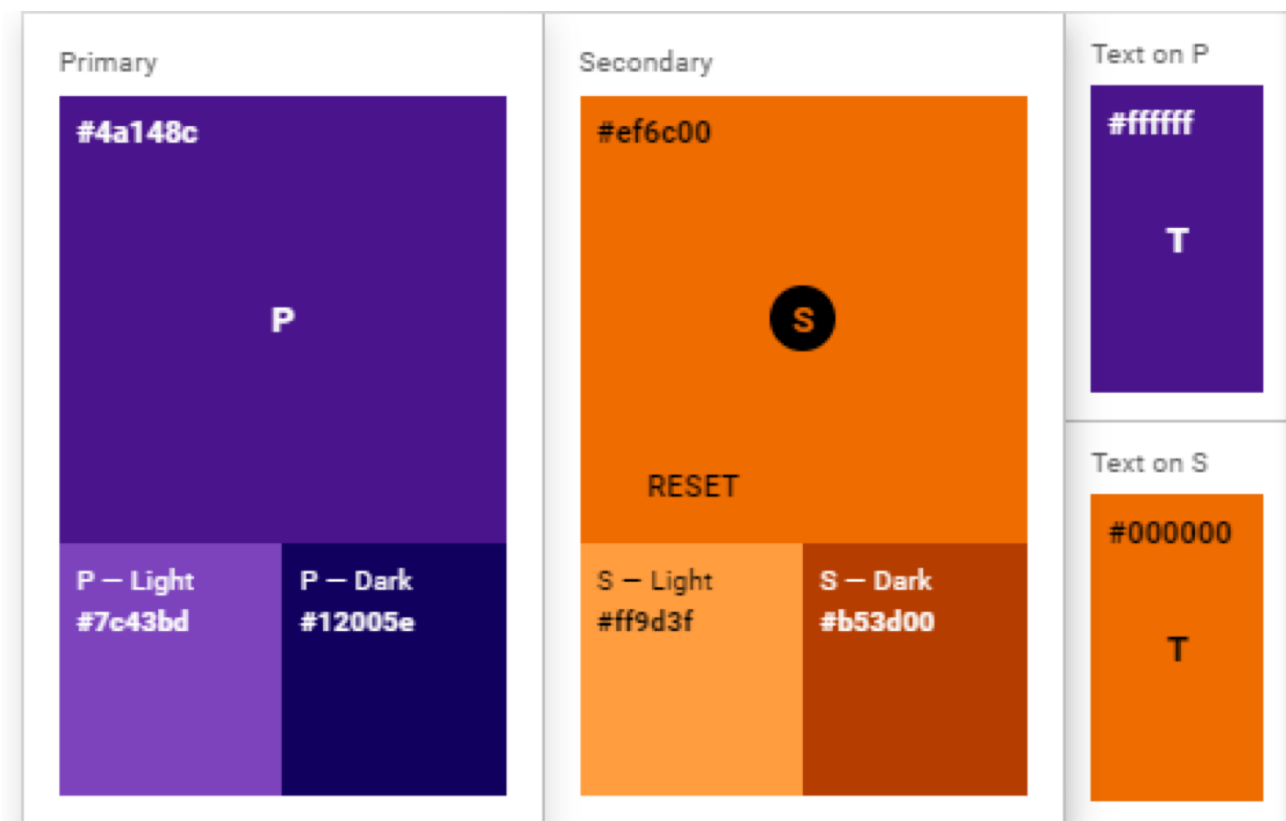 Primary
#4a148c
P
P — Light
#7c43bd
P — Dark
#12005e
Secondary
#ef6c00
S
RESET
S — Light
#ff9d3f
S — Dark
#b53d00
Text on P
#ffffff
T
Text on S
#000000
T